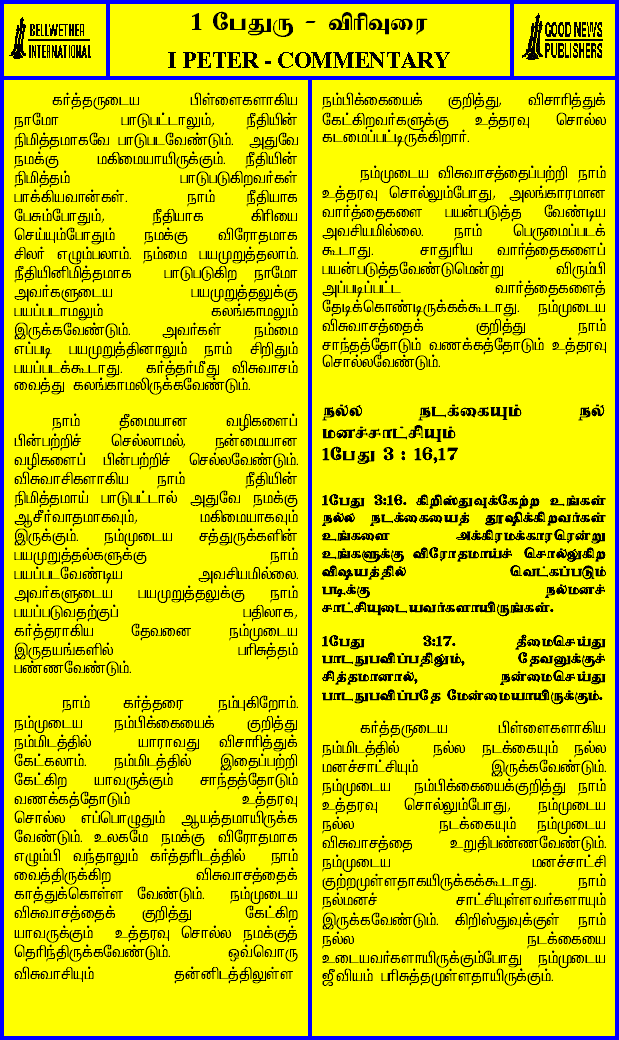 BELLWETHER
INTERNATIONAL
1 பேதுரு - விரிவுரை
I PETER - COMMENTARY
GOOD NEWS
PUBLISHERS
கர்த்தருடைய பிள்ளைகளாகிய
நாமோ பாடுபட்டாலும், நீதியின்
நிமித்தமாகவே பாடுபடவேண்டும். அதுவே
நமக்கு மகிமையாயிருக்கும். நீதியின்
நிமித்தம் பாடுபடுகிறவர்கள்
பாக்கியவான்கள். நாம் நீதியாக
பேசும்போதும், நீதியாக கிரியை
செய்யும்போதும் நமக்கு விரோதமாக
சிலர் எழும்பலாம். நம்மை பயமுறுத்தலாம்.
நீதியினிமித்தமாக பாடுபடுகிற நாமோ
அவர்களுடைய பயமுறுத்தலுக்கு
பயப்படாமலும் கலங்காமலும்
இருக்கவேண்டும். அவர்கள் நம்மை
எப்படி பயமுறுத்தினாலும் நாம் சிறிதும்
பயப்படக்கூடாது. கர்த்தர்மீது விசுவாசம்
வைத்து கலங்காமலிருக்கவேண்டும்.
நாம் தீமையான வழிகளைப்
பின்பற்றிச் செல்லாமல், நன்மையான
வழிகளைப் பின்பற்றிச் செல்லவேண்டும்.
விசுவாசிகளாகிய நாம் நீதியின்
நிமித்தமாய் பாடுபட்டால் அதுவே நமக்கு
ஆசீர்வாதமாகவும், மகிமையாகவும்
இருக்கும். நம்முடைய சத்துருக்களின்
பயமுறுத்தல்களுக்கு நாம்
பயப்படவேண்டிய அவசியமில்லை.
அவர்களுடைய பயமுறுத்தலுக்கு நாம்
பயப்படுவதற்குப் பதிலாக,
கர்த்தராகிய தேவனை நம்முடைய
இருதயங்களில் பரிசுத்தம்
பண்ணவேண்டும்.
நாம் கர்த்தரை நம்புகிறோம்.
நம்முடைய நம்பிக்கையைக் குறித்து
நம்மிடத்தில் யாராவது விசாரித்துக்
கேட்கலாம். நம்மிடத்தில் இதைப்பற்றி
கேட்கிற யாவருக்கும் சாந்தத்தோடும்
வணக்கத்தோடும் உத்தரவு
சொல்ல எப்பொழுதும் ஆயத்தமாயிருக்க
வேண்டும். உலகமே நமக்கு விரோதமாக
எழும்பி வந்தாலும் கர்த்தரிடத்தில் நாம்
வைத்திருக்கிற விசுவாசத்தைக்
காத்துக்கொள்ள வேண்டும். நம்முடைய
விசுவாசத்தைக் குறித்து கேட்கிற
யாவருக்கும் உத்தரவு சொல்ல நமக்குத்
தெரிந்திருக்கவேண்டும். ஒவ்வொரு
விசுவாசியும் தன்னிடத்திலுள்ள
நம்பிக்கையைக் குறித்து, விசாரித்துக்
கேட்கிறவர்களுக்கு உத்தரவு சொல்ல
கடமைப்பட்டிருக்கிறார்.
நம்முடைய விசுவாசத்தைப்பற்றி நாம்
உத்தரவு சொல்லும்போது, அலங்காரமான
வார்த்தைகளை பயன்படுத்த வேண்டிய
அவசியமில்லை. நாம் பெருமைப்படக்
கூடாது. சாதுரிய வார்த்தைகளைப்
பயன்படுத்தவேண்டுமென்று விரும்பி
அப்படிப்பட்ட வார்த்தைகளைத்
தேடிக்கொண்டிருக்கக்கூடாது. நம்முடைய
விசுவாசத்தைக் குறித்து நாம்
சாந்தத்தோடும் வணக்கத்தோடும் உத்தரவு
சொல்லவேண்டும்.
நல்ல நடக்கையும் நல்
மனச்சாட்சியும்
1பேது 3 : 16,17
1பேது 3:16. கிறிஸ்துவுக்கேற்ற உங்கள்
நல்ல நடக்கையைத் தூஷிக்கிறவர்கள்
உங்களை அக்கிரமக்காரரென்று
உங்களுக்கு விரோதமாய்ச் சொல்லுகிற
விஷயத்தில் வெட்கப்படும்
படிக்கு நல்மனச்
சாட்சியுடையவர்களாயிருங்கள்.
1பேது 3:17. தீமைசெய்து
பாடநுபவிப்பதிலும், தேவனுக்குச்
சித்தமானால், நன்மைசெய்து
பாடநுபவிப்பதே மேன்மையாயிருக்கும்.
கர்த்தருடைய பிள்ளைகளாகிய
நம்மிடத்தில் நல்ல நடக்கையும் நல்ல
மனச்சாட்சியும் இருக்கவேண்டும்.
நம்முடைய நம்பிக்கையைக்குறித்து நாம்
உத்தரவு சொல்லும்போது, நம்முடைய
நல்ல நடக்கையும் நம்முடைய
விசுவாசத்தை உறுதிபண்ணவேண்டும்.
நம்முடைய மனச்சாட்சி
குற்றமுள்ளதாகயிருக்கக்கூடாது. நாம்
நல்மனச் சாட்சியுள்ளவர்களாயும்
இருக்கவேண்டும். கிறிஸ்துவுக்குள் நாம்
நல்ல நடக்கையை
உடையவர்களாயிருக்கும்போது நம்முடைய
ஜீவியம் பரிசுத்தமுள்ளதாயிருக்கும்.